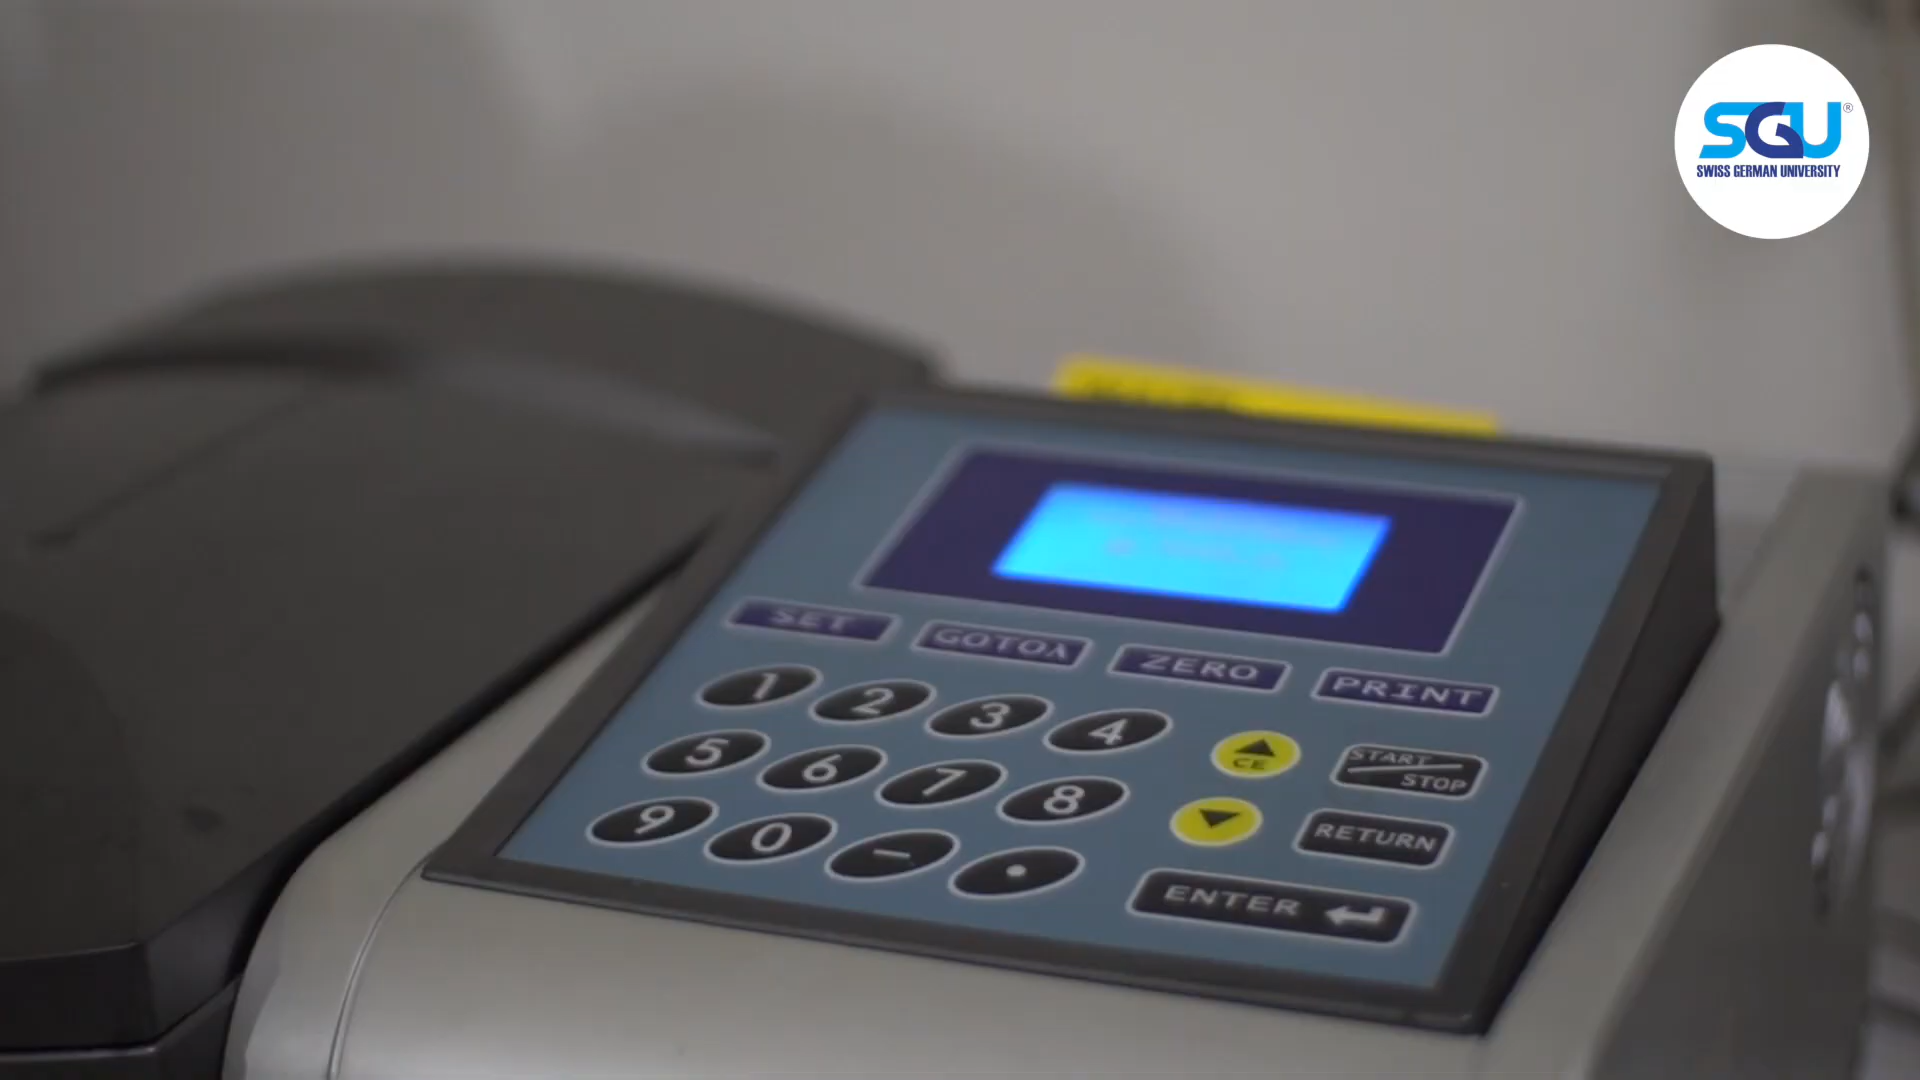 SGU®
SWISS GERMAN UNIVERSITY
SET GOTOλ ZERO PRINT
1 2 3 4 CE START STOP
5 6 7 8 RETURN
9 0 - . ENTER